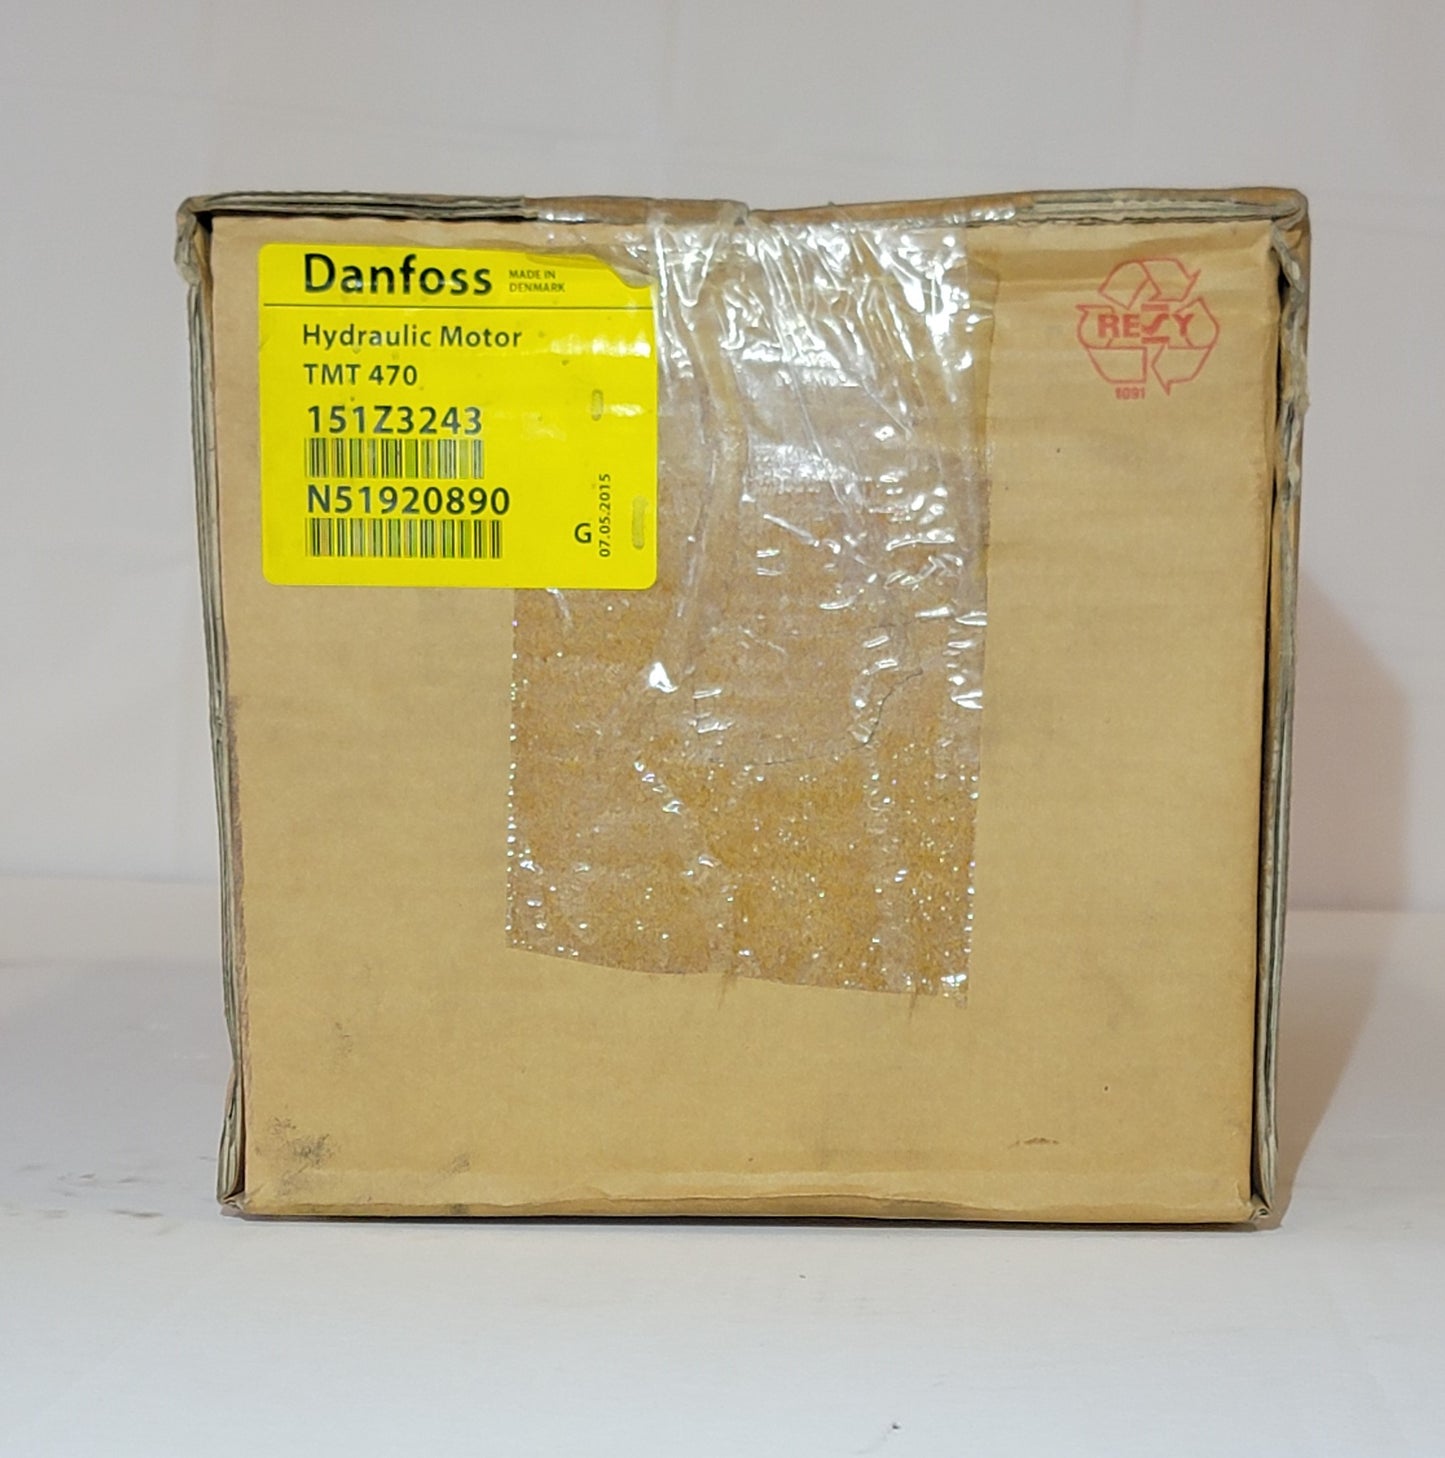 Danfoss
MADE IN
DENMARK
Hydraulic Motor
TMT 470
151Z3243
N51920890
G
07.05.2015
RESY
1091